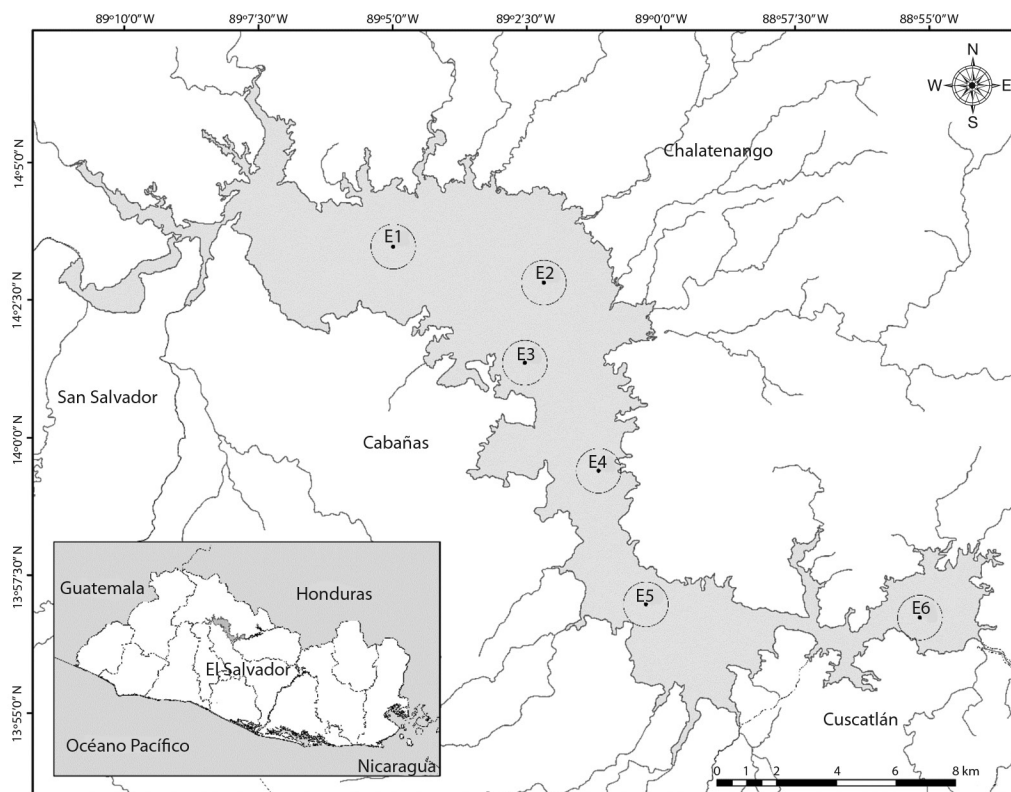 89°10'0"W 89°7'30"W 89°5'0"W 89°2'30"W 89°0'0"W 88°57'30"W 88°55'0"W
N
W E
S
14°5'0" N
14°2'30" N
14°0'0" N
13°57'30" N
13°55'0" N
Chalatenango
E1
E2
E3
San Salvador
Cabañas
E4
E5
E6
Cuscatlán
Guatemala
Honduras
El Salvador
Océano Pacífico
Nicaragua
0 1 2 4 6 8 km